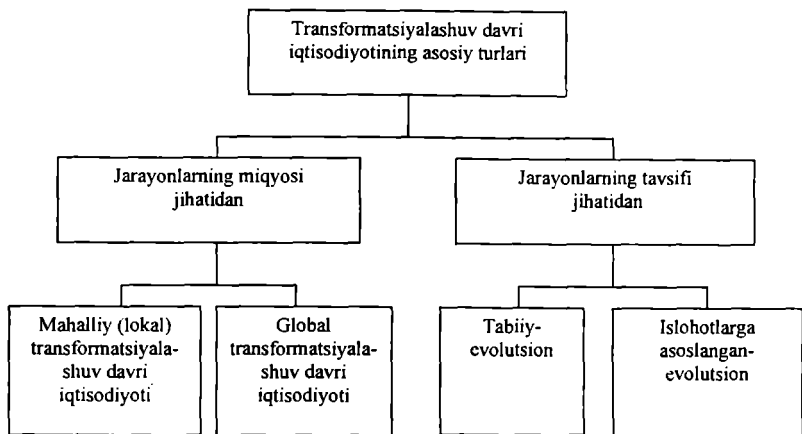 Transformatsiyalashuv davri
iqtisodiyotining asosiy turlari
Jarayonlarning miqyosi
jihatidan
Jarayonlarning tavsifi
jihatidan
Mahalliy (lokal)
transformatsiyala-
shuv davri
iqtisodiyoti
Global
transformatsiyala-
shuv davri
iqtisodiyoti
Tabiiy-
evolutsion
Islohotlarga
asoslangan-
evolutsion